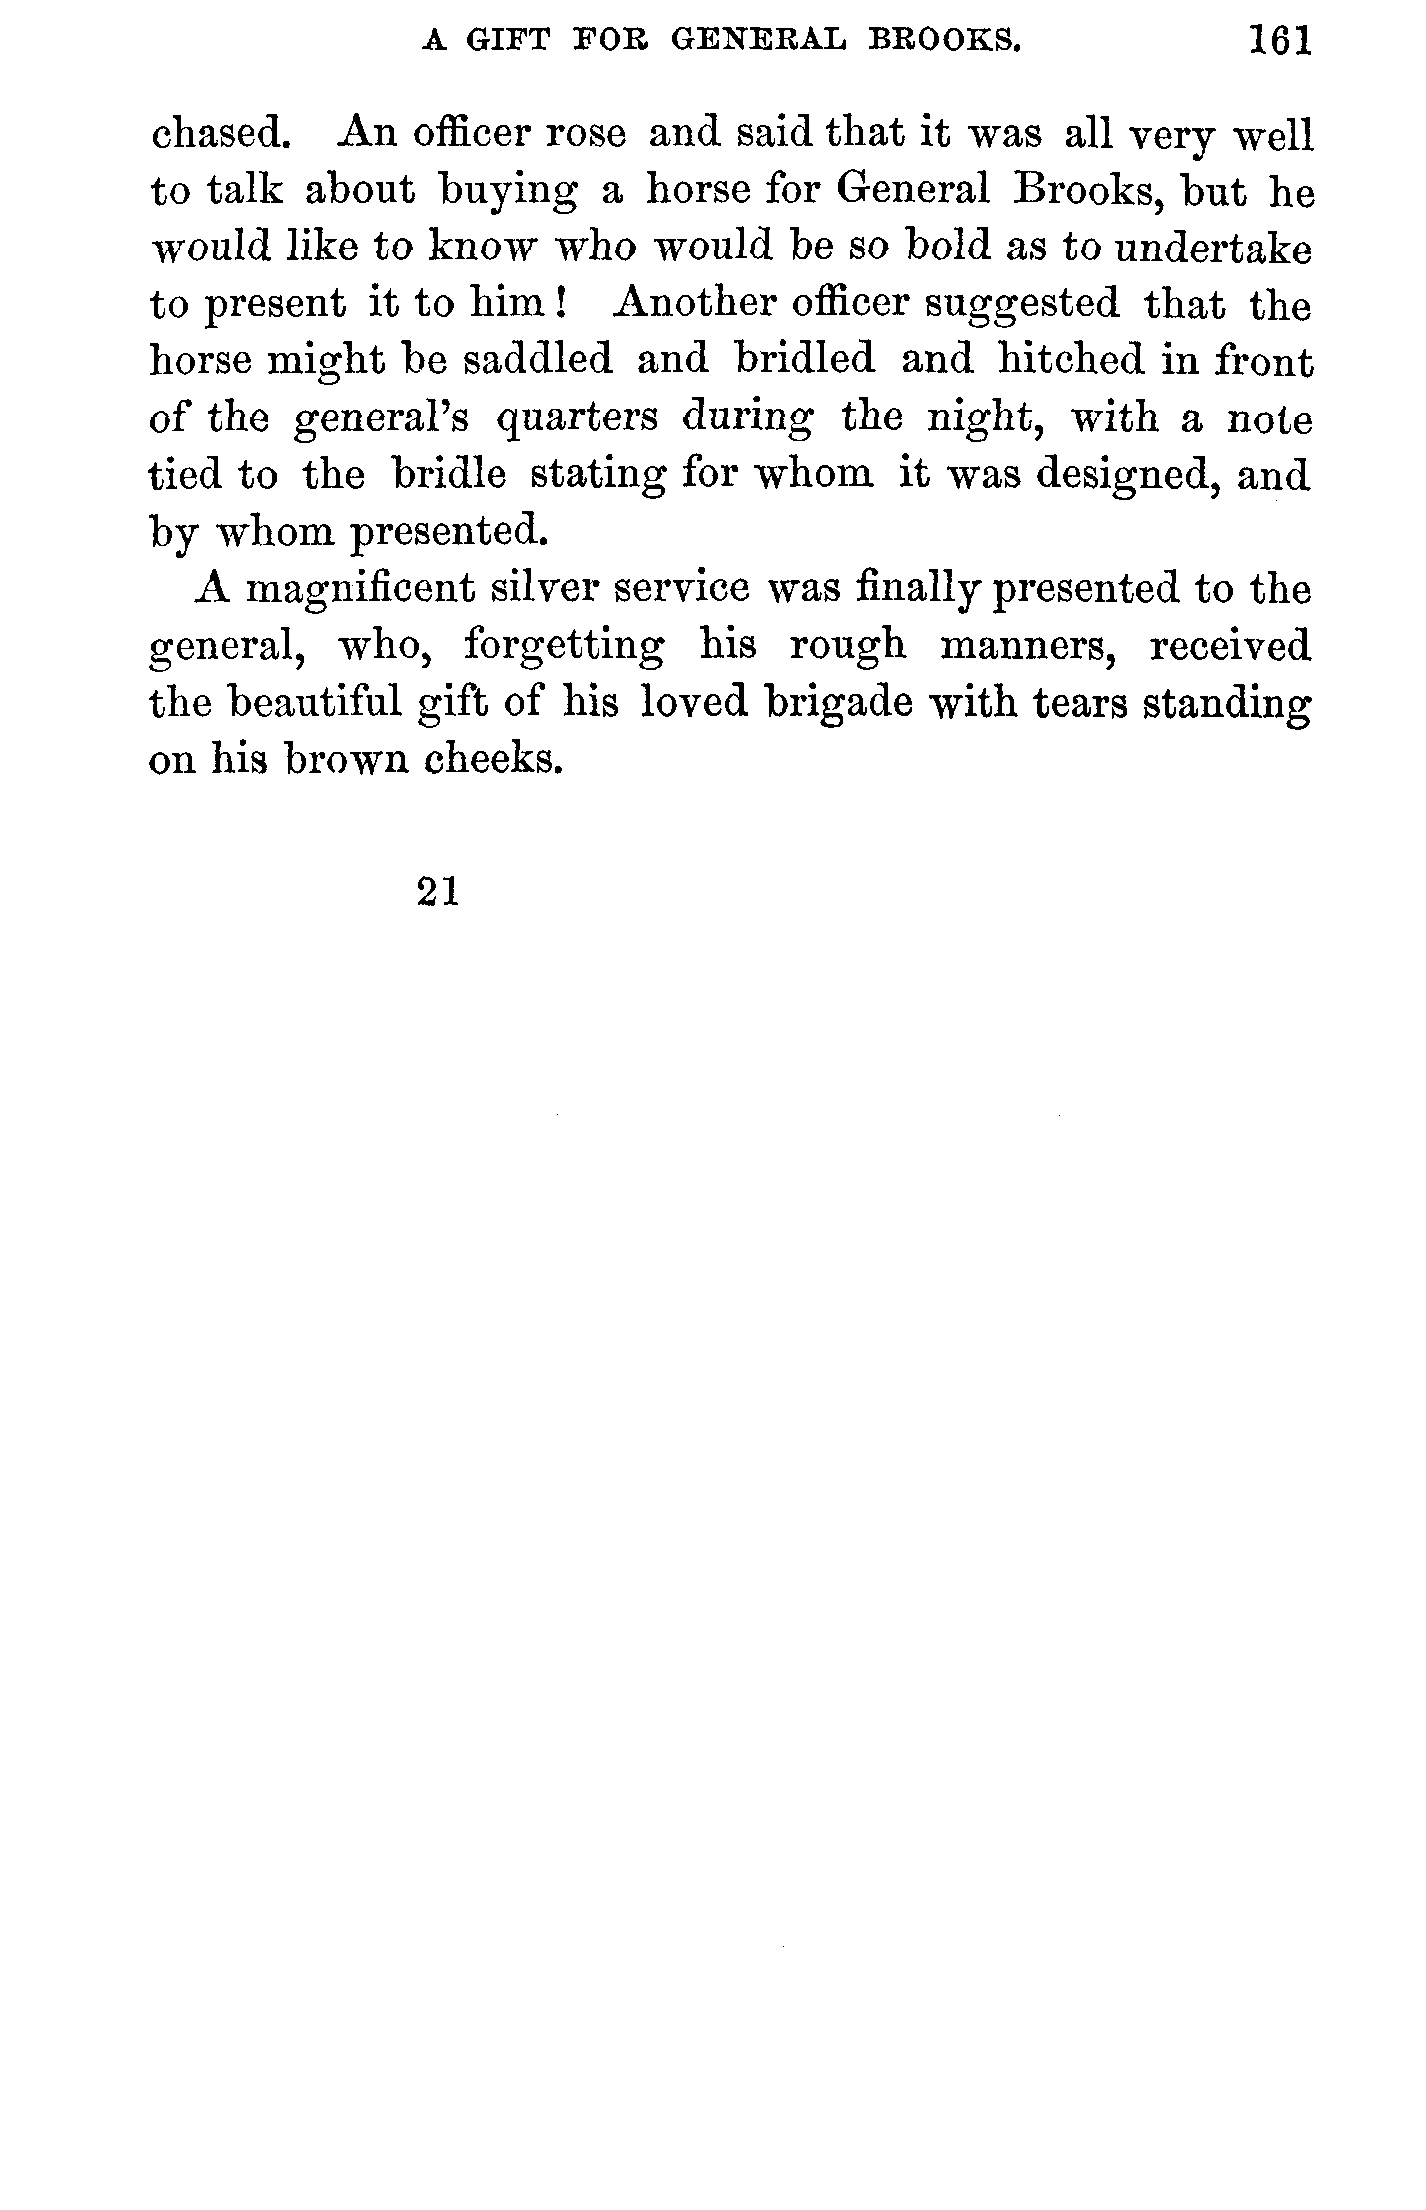 A GIFT FOR GENERAL BROOKS. 161
chased. An officer rose and said that it was all very well
to talk about buying a horse for General Brooks, but he
would like to know who would be so bold as to undertake
to present it to him ! Another officer suggested that the
horse might be saddled and bridled and hitched in front
of the general's quarters during the night, with a note
tied to the bridle stating for whom it was designed, and
by whom presented.
A magnificent silver service was finally presented to the
general, who, forgetting his rough manners, received
the beautiful gift of his loved brigade with tears standing
on his brown cheeks.
21